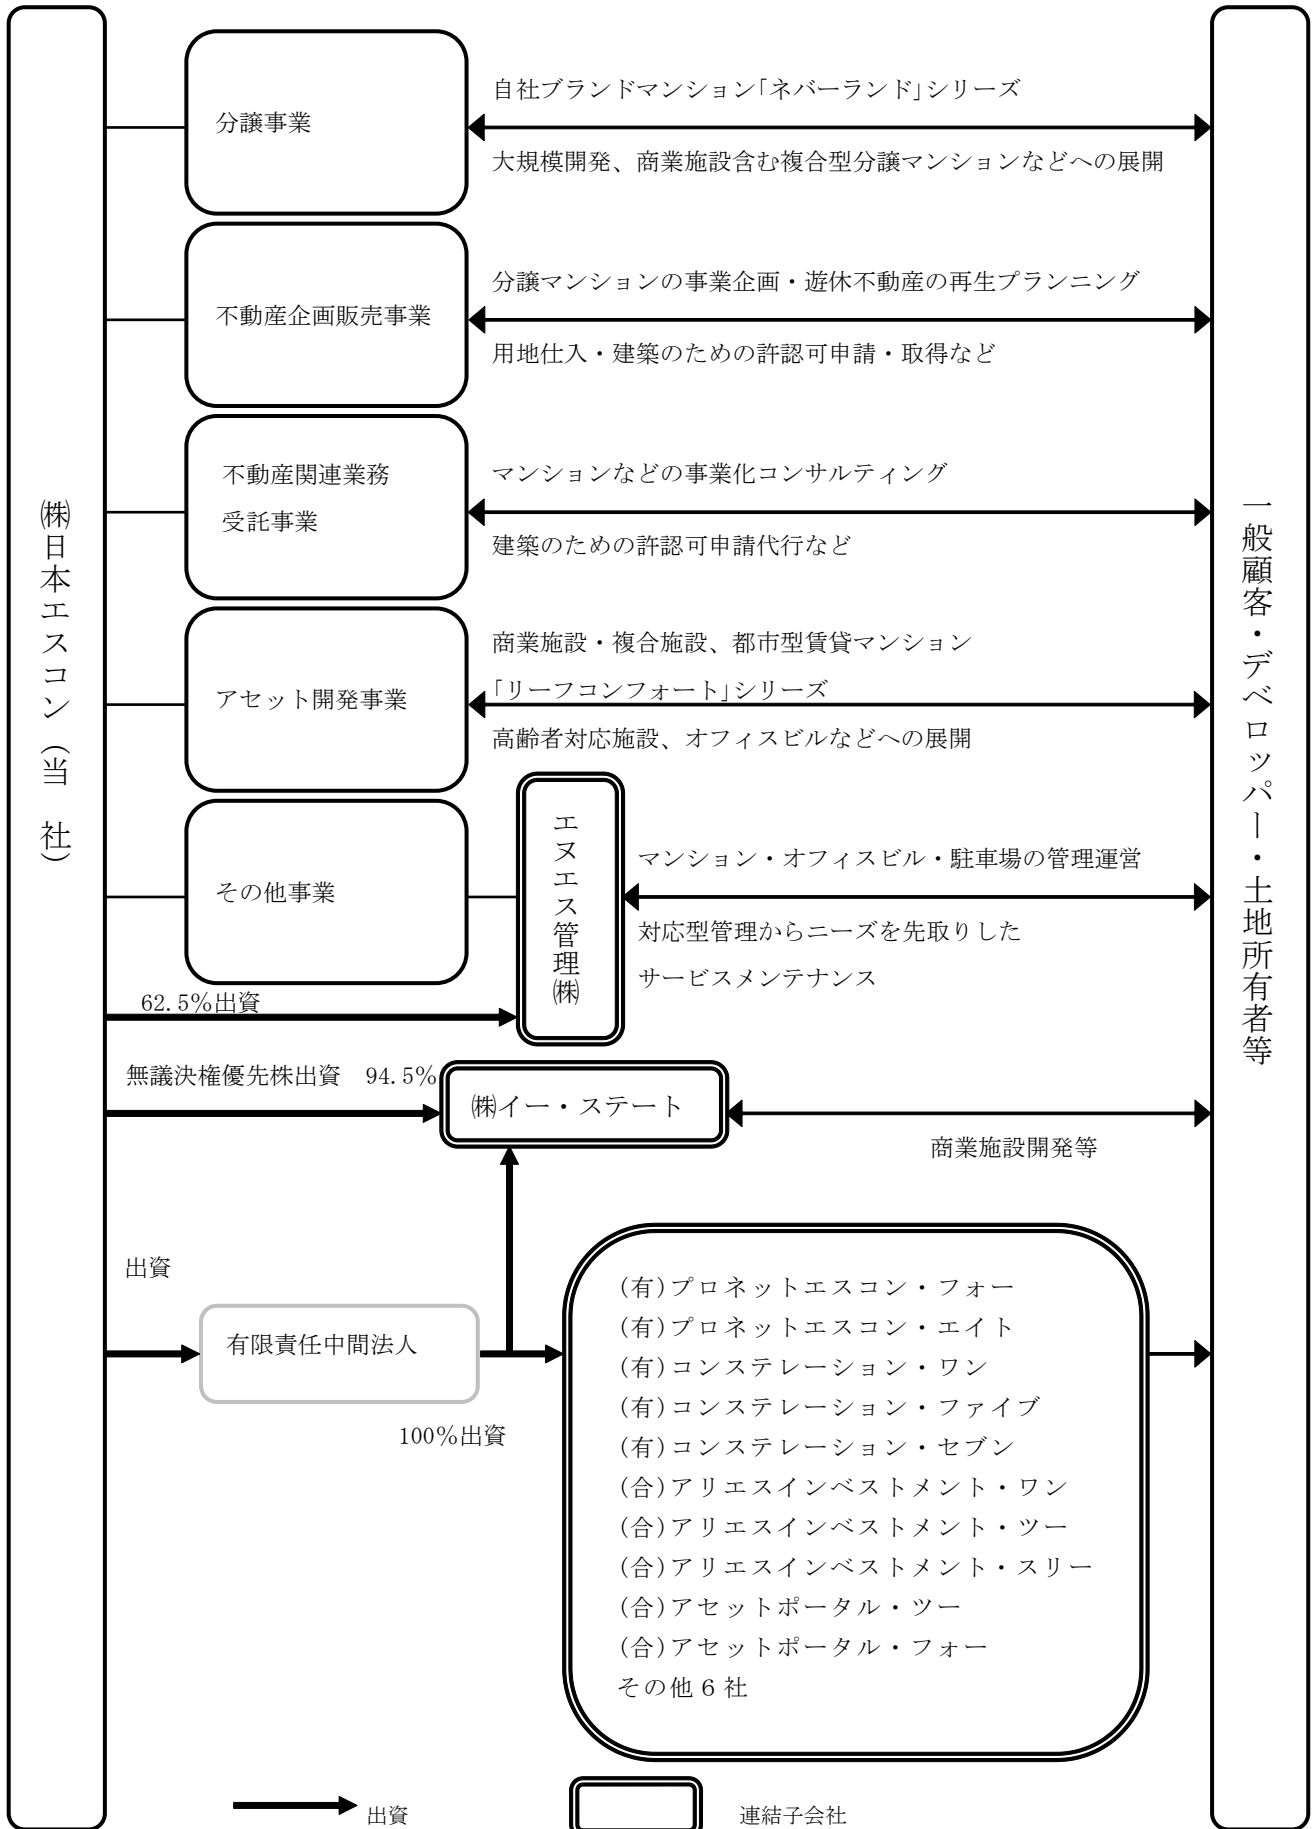 ㈱日本エスコン（当　社）
分譲事業
自社ブランドマンション｢ネバーランド｣シリーズ
大規模開発、商業施設含む複合型分譲マンションなどへの展開
不動産企画販売事業
分譲マンションの事業企画・遊休不動産の再生プランニング
用地仕入・建築のための許認可申請・取得など
不動産関連業務
受託事業
マンションなどの事業化コンサルティング
建築のための許認可申請代行など
アセット開発事業
商業施設・複合施設、都市型賃貸マンション
｢リーフコンフォート｣シリーズ
高齢者対応施設、オフィスビルなどへの展開
その他事業
エヌエス管理㈱
マンション・オフィスビル・駐車場の管理運営
対応型管理からニーズを先取りした
サービスメンテナンス
62.5%出資
無議決権優先株出資　94.5%
㈱イー・ステート
商業施設開発等
出資
有限責任中間法人
100%出資
(有)プロネットエスコン・フォー
(有)プロネットエスコン・エイト
(有)コンステレーション・ワン
(有)コンステレーション・ファイブ
(有)コンステレーション・セブン
(合)アリエスインベストメント・ワン
(合)アリエスインベストメント・ツー
(合)アリエスインベストメント・スリー
(合)アセットポータル・ツー
(合)アセットポータル・フォー
その他 6 社
一般顧客・デベロッパー・土地所有者等
出資
連結子会社